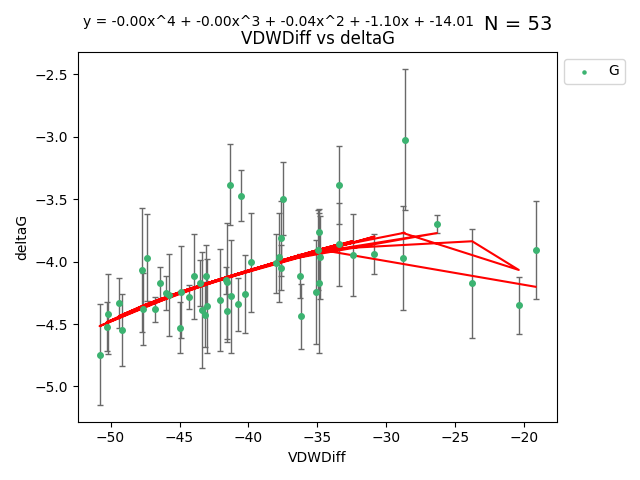 y = -0.00x^4 + -0.00x^3 + -0.04x^2 + -1.10x + -14.01 N = 53
VDWDiff vs deltaG
G
−2.5
−3.0
−3.5
−4.0
−4.5
−5.0
deltaG
−50 −45 −40 −35 −30 −25 −20
VDWDiff